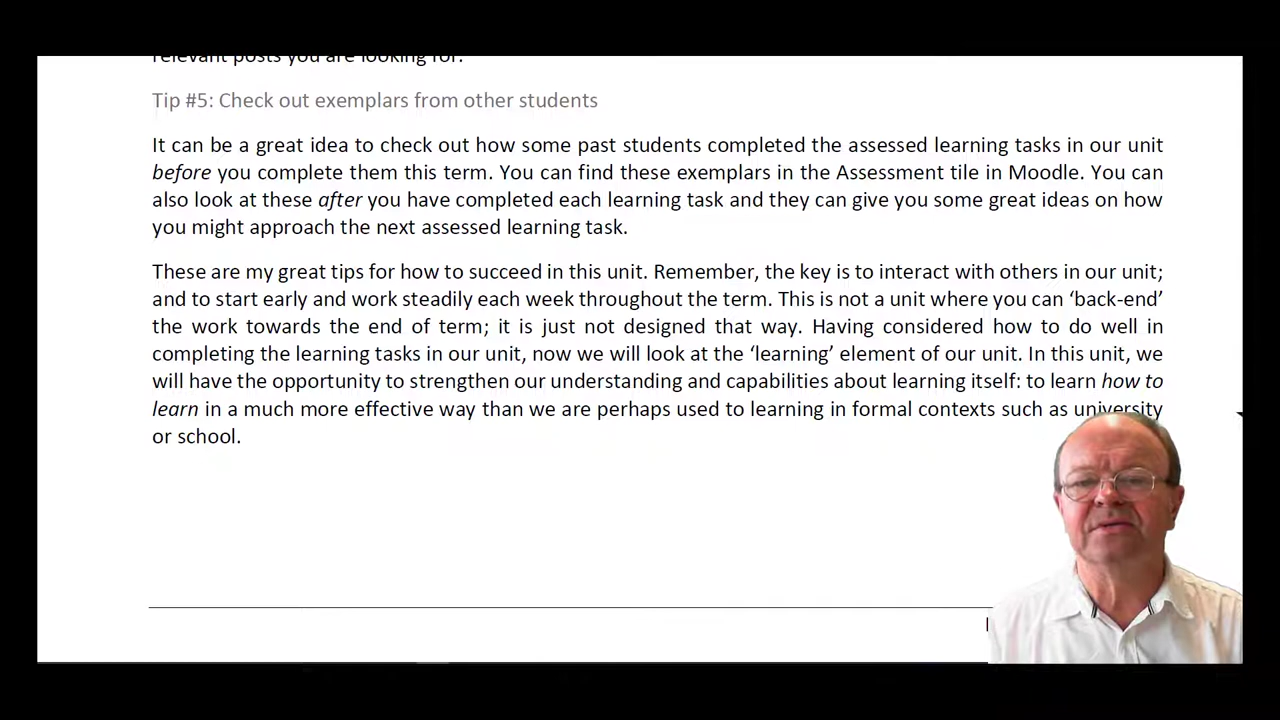 relevant posts you are looking for.
Tip #5: Check out exemplars from other students
It can be a great idea to check out how some past students completed the assessed learning tasks in our unit
before you complete them this term. You can find these exemplars in the Assessment tile in Moodle. You can
also look at these after you have completed each learning task and they can give you some great ideas on how
you might approach the next assessed learning task.
These are my great tips for how to succeed in this unit. Remember, the key is to interact with others in our unit;
and to start early and work steadily each week throughout the term. This is not a unit where you can ‘back-end’
the work towards the end of term; it is just not designed that way. Having considered how to do well in
completing the learning tasks in our unit, now we will look at the ‘learning’ element of our unit. In this unit, we
will have the opportunity to strengthen our understanding and capabilities about learning itself: to learn how to
learn in a much more effective way than we are perhaps used to learning in formal contexts such as university
or school.